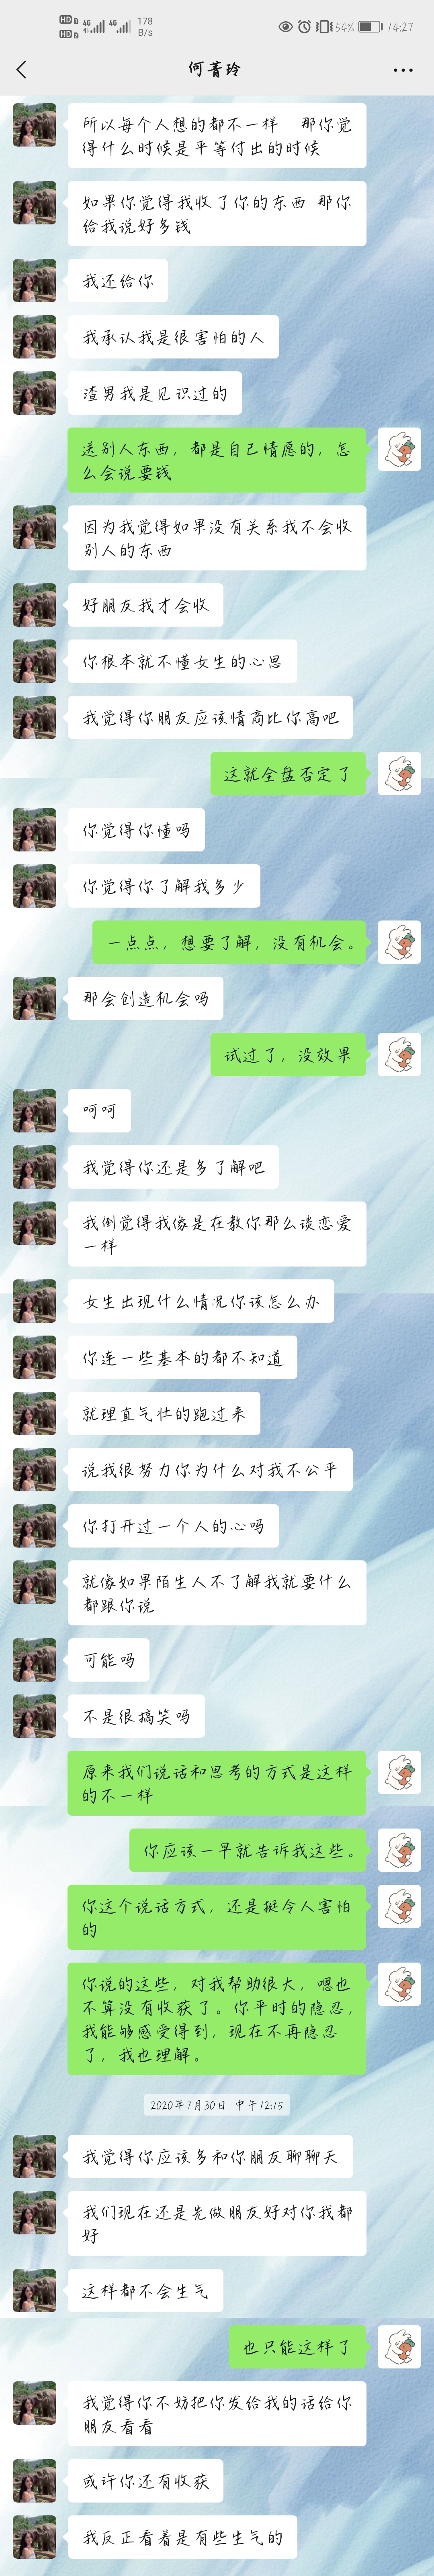 HD 1 4G 4G 178 B/s 54% 14:27
HD 2
何菁玲
所以每个人想的都不一样 那你觉
得什么时候是平等付出的时候
如果你觉得我收了你的东西 那你
给我说好多钱
我还给你
我承认我是很害怕的人
渣男我是见识过的
送别人东西，都是自己情愿的，怎
么会说要钱
因为我觉得如果没有关系我不会收
别人的东西
好朋友我才会收
你根本就不懂女生的心思
我觉得你朋友应该情商比你高吧
这就全盘否定了
你觉得你懂吗
你觉得你了解我多少
一点点，想要了解，没有机会。
那会创造机会吗
试过了，没效果
呵呵
我觉得你还是多了解吧
我倒觉得我像是在教你那么谈恋爱
一样
女生出现什么情况你该怎么办
你连一些基本的都不知道
就理直气壮的跑过来
说我很努力你为什么对我不公平
你打开过一个人的心吗
就像如果陌生人不了解我就要什么
都跟你说
可能吗
不是很搞笑吗
原来我们说话和思考的方式是这样
的不一样
你应该一早就告诉我这些。
你这个说话方式，还是挺令人害怕
的
你说的这些，对我帮助很大，嗯也
不算没有收获了。你平时的隐忍，
我能够感受得到，现在不再隐忍
了，我也理解。
2020年7月30日 中午12:15
我觉得你应该多和你朋友聊聊天
我们现在还是先做朋友好对你我都
好
这样都不会生气
也只能这样了
我觉得你不妨把你发给我的话给你
朋友看看
或许你还有收获
我反正看着是有些生气的